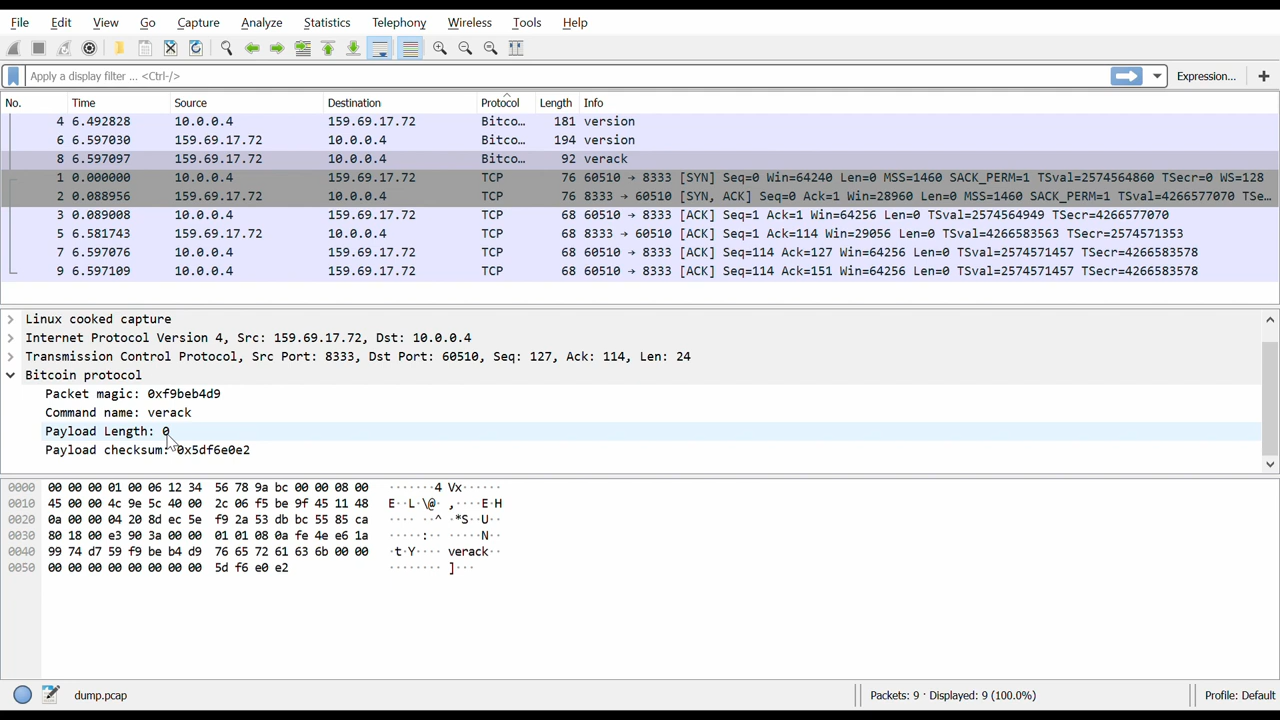 File Edit View Go Capture Analyze Statistics Telephony Wireless Tools Help
Apply a display filter ... <Ctrl-/> Expression... +
No. Time Source Destination Protocol Length Info
4 6.492828 10.0.0.4 159.69.17.72 Bitco... 181 version
6 6.597030 159.69.17.72 10.0.0.4 Bitco... 194 version
8 6.597097 159.69.17.72 10.0.0.4 Bitco... 92 verack
1 0.000000 10.0.0.4 159.69.17.72 TCP 76 60510 → 8333 [SYN] Seq=0 Win=64240 Len=0 MSS=1460 SACK_PERM=1 TSval=2574564860 TSecr=0 WS=128
2 0.088956 159.69.17.72 10.0.0.4 TCP 76 8333 → 60510 [SYN, ACK] Seq=0 Ack=1 Win=28960 Len=0 MSS=1460 SACK_PERM=1 TSval=4266577070 TSe...
3 0.089008 10.0.0.4 159.69.17.72 TCP 68 60510 → 8333 [ACK] Seq=1 Ack=1 Win=64256 Len=0 TSval=2574564949 TSecr=4266577070
5 6.581743 159.69.17.72 10.0.0.4 TCP 68 8333 → 60510 [ACK] Seq=1 Ack=114 Win=29056 Len=0 TSval=4266583563 TSecr=2574571353
7 6.597076 10.0.0.4 159.69.17.72 TCP 68 60510 → 8333 [ACK] Seq=114 Ack=127 Win=64256 Len=0 TSval=2574571457 TSecr=4266583578
9 6.597109 10.0.0.4 159.69.17.72 TCP 68 60510 → 8333 [ACK] Seq=114 Ack=151 Win=64256 Len=0 TSval=2574571457 TSecr=4266583578
Linux cooked capture
Internet Protocol Version 4, Src: 159.69.17.72, Dst: 10.0.0.4
Transmission Control Protocol, Src Port: 8333, Dst Port: 60510, Seq: 127, Ack: 114, Len: 24
Bitcoin protocol
Packet magic: 0xf9beb4d9
Command name: verack
Payload Length: 0
Payload checksum: 0x5df6e0e2
0000 00 00 00 01 00 06 12 34 56 78 9a bc 00 00 08 00 ·······4 Vx······
0010 45 00 00 4c 9e 5c 40 00 2c 06 f5 be 9f 45 11 48 E··L·\@· ,····E·H
0020 0a 00 00 04 20 8d ec 5e f9 2a 53 db bc 55 85 ca ···· ··^ ·*S··U··
0030 80 18 00 e3 90 3a 00 00 01 01 08 0a fe 4e e6 1a ·····:·· ·····N··
0040 99 74 d7 59 f9 be b4 d9 76 65 72 61 63 6b 00 00 ·t·Y···· verack··
0050 00 00 00 00 00 00 00 00 5d f6 e0 e2 ········ ]···
dump.pcap Packets: 9 · Displayed: 9 (100.0%) Profile: Default